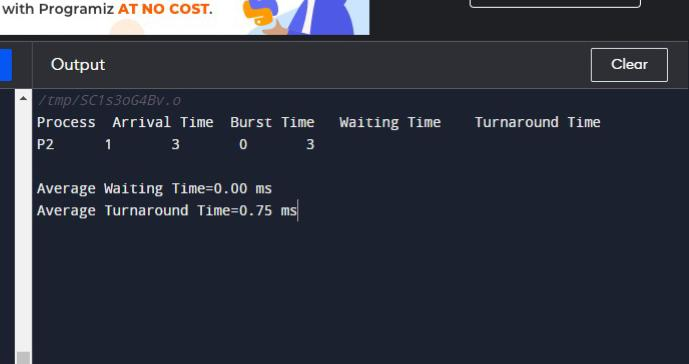 with Programiz AT NO COST.
Output
Clear
/tmp/SC1s3oG4Bv.o
Process  Arrival Time  Burst Time   Waiting Time    Turnaround Time
P2      1       3       0       3
Average Waiting Time=0.00 ms
Average Turnaround Time=0.75 ms